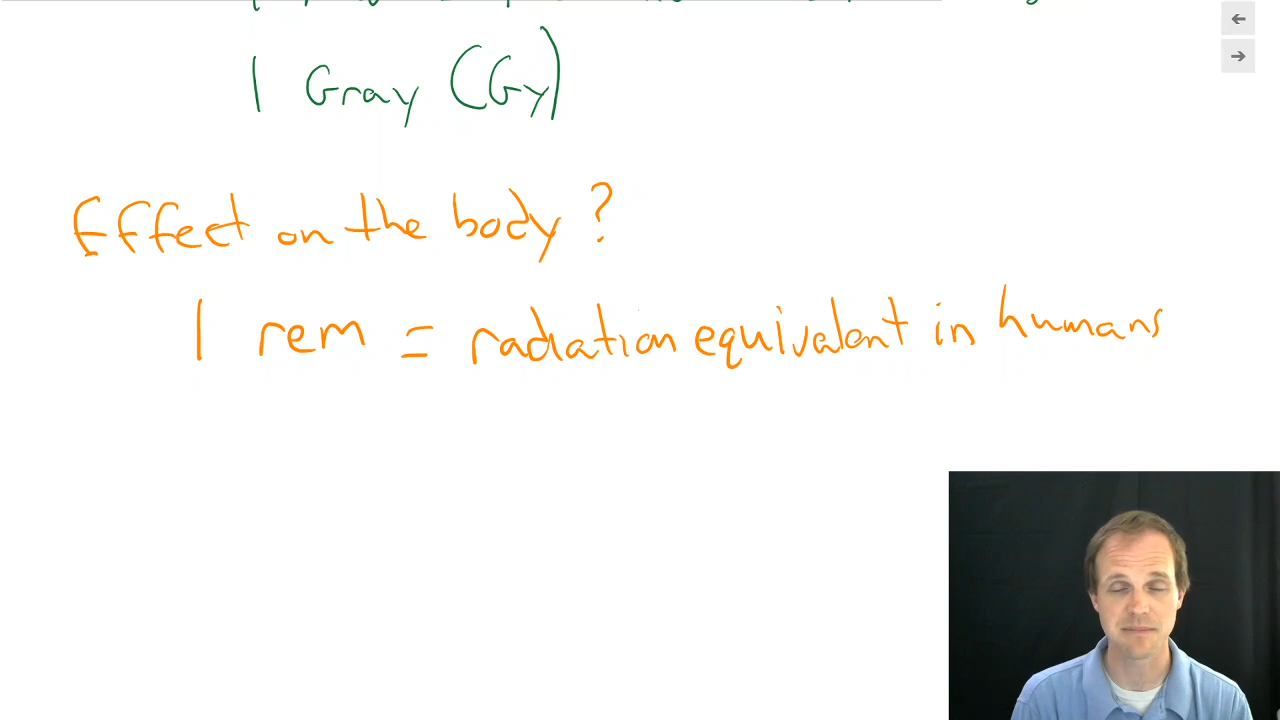 1 Gray (Gy)
Effect on the body?
1 rem = radiation equivalent in humans